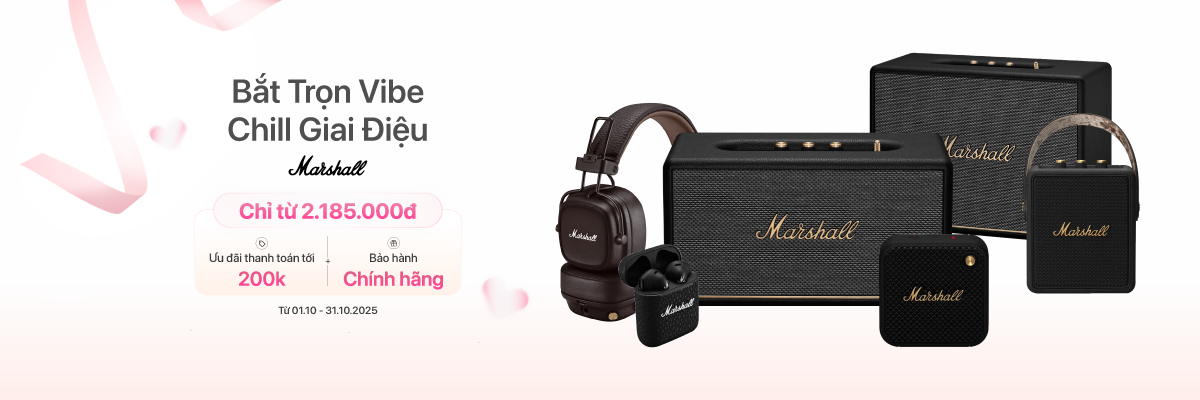 Bắt Trọn Vibe
Chill Giai Điệu
Marshall
Chỉ từ 2.185.000đ
Ưu đãi thanh toán tới
200k
Bảo hành
Chính hãng
Từ 01.10 - 31.10.2025
Marshall
Marshall
Marshall
Marshall
Marshall
Marshall